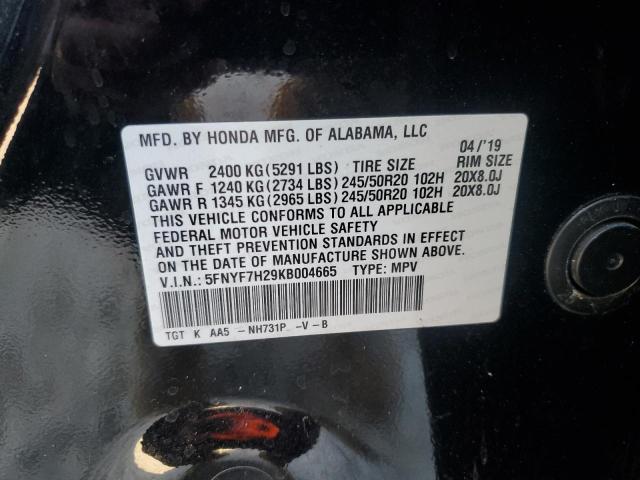 MFD. BY HONDA MFG. OF ALABAMA, LLC 04/'19
GVWR 2400 KG(5291 LBS) TIRE SIZE RIM SIZE
GAWR F 1240 KG(2734 LBS) 245/50R20 102H 20X8.0J
GAWR R 1345 KG(2965 LBS) 245/50R20 102H 20X8.0J
THIS VEHICLE CONFORMS TO ALL APPLICABLE
FEDERAL MOTOR VEHICLE SAFETY
AND THEFT PREVENTION STANDARDS IN EFFECT
ON THE DATE OF MANUFACTURE SHOWN ABOVE.
V.I.N.: 5FNYF7H29KB004665 TYPE: MPV
TGT K AA5 -NH731P -V-B